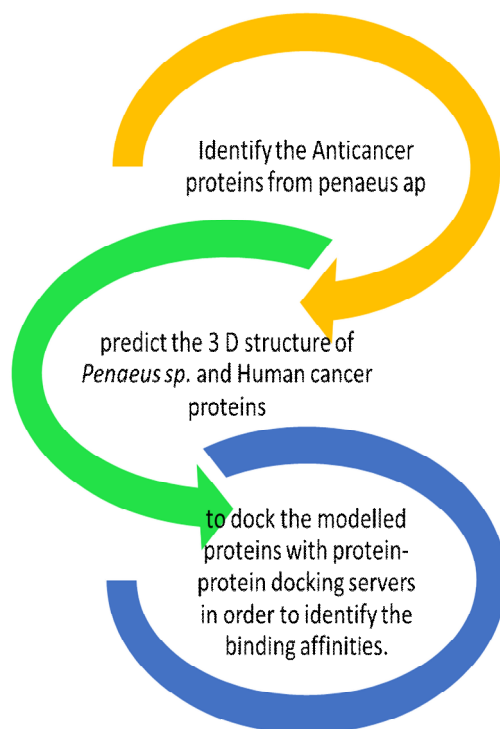 Identify the Anticancer
proteins from penaeus ap
predict the 3 D structure of
Penaeus sp. and Human cancer
proteins
to dock the modelled
proteins with protein-
protein docking servers
in order to identify the
binding affinities.